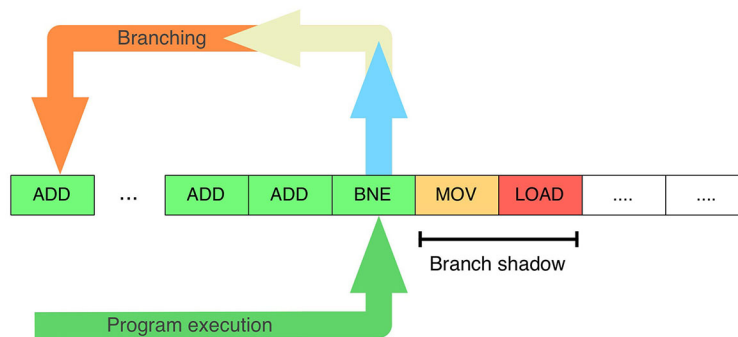 Branching
ADD ... ADD ADD BNE MOV LOAD .... ....
Branch shadow
Program execution